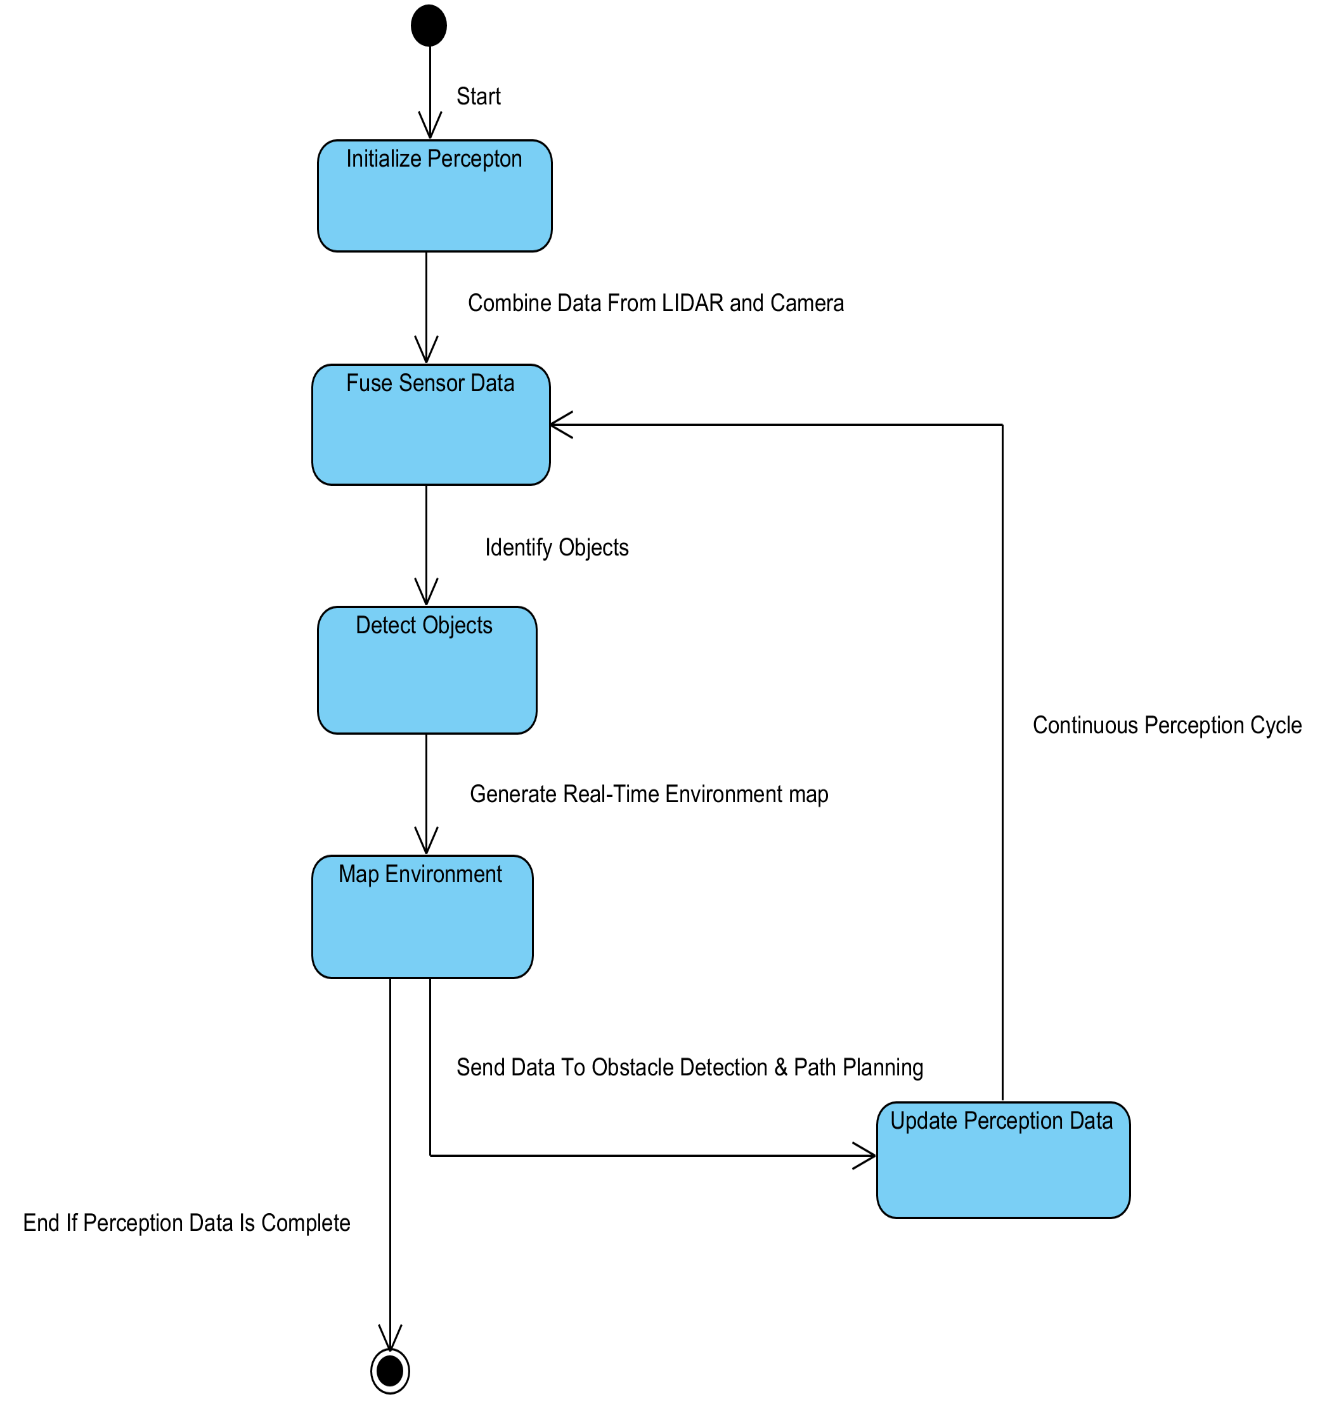 Start
Initialize Percepton
Combine Data From LIDAR and Camera
Fuse Sensor Data
Identify Objects
Detect Objects
Continuous Perception Cycle
Generate Real-Time Environment map
Map Environment
Send Data To Obstacle Detection & Path Planning
Update Perception Data
End If Perception Data Is Complete